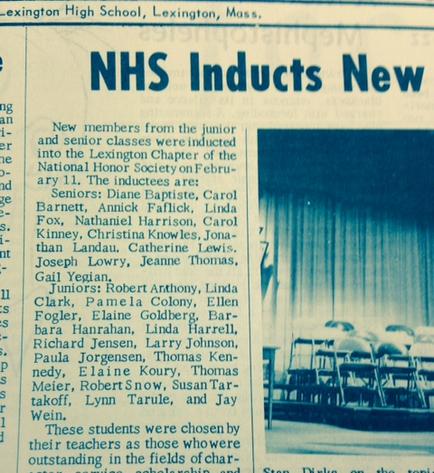 Lexington High School, Lexington, Mass.
NHS Inducts New
New members from the junior
and senior classes were inducted
into the Lexington Chapter of the
National Honor Society on Febru-
ary 11. The inductees are:
Seniors: Diane Baptiste, Carol
Barnett, Annick Faflick, Linda
Fox, Nathaniel Harrison, Carol
Kinney, Christina Knowles, Jona-
than Landau, Catherine Lewis.
Joseph Lowry, Jeanne Thomas,
Gail Yegian.
Juniors: Robert Anthony, Linda
Clark, Pamela Colony, Ellen
Fogler, Elaine Goldberg, Bar-
bara Hanrahan, Linda Harrell,
Richard Jensen, Larry Johnson,
Paula Jorgensen, Thomas Ken-
nedy, Elaine Koury, Thomas
Meier, Robert Snow, Susan Tar-
takoff, Lynn Tarule, and Jay
Wein.
These students were chosen by
their teachers as those who were
outstanding in the fields of char-